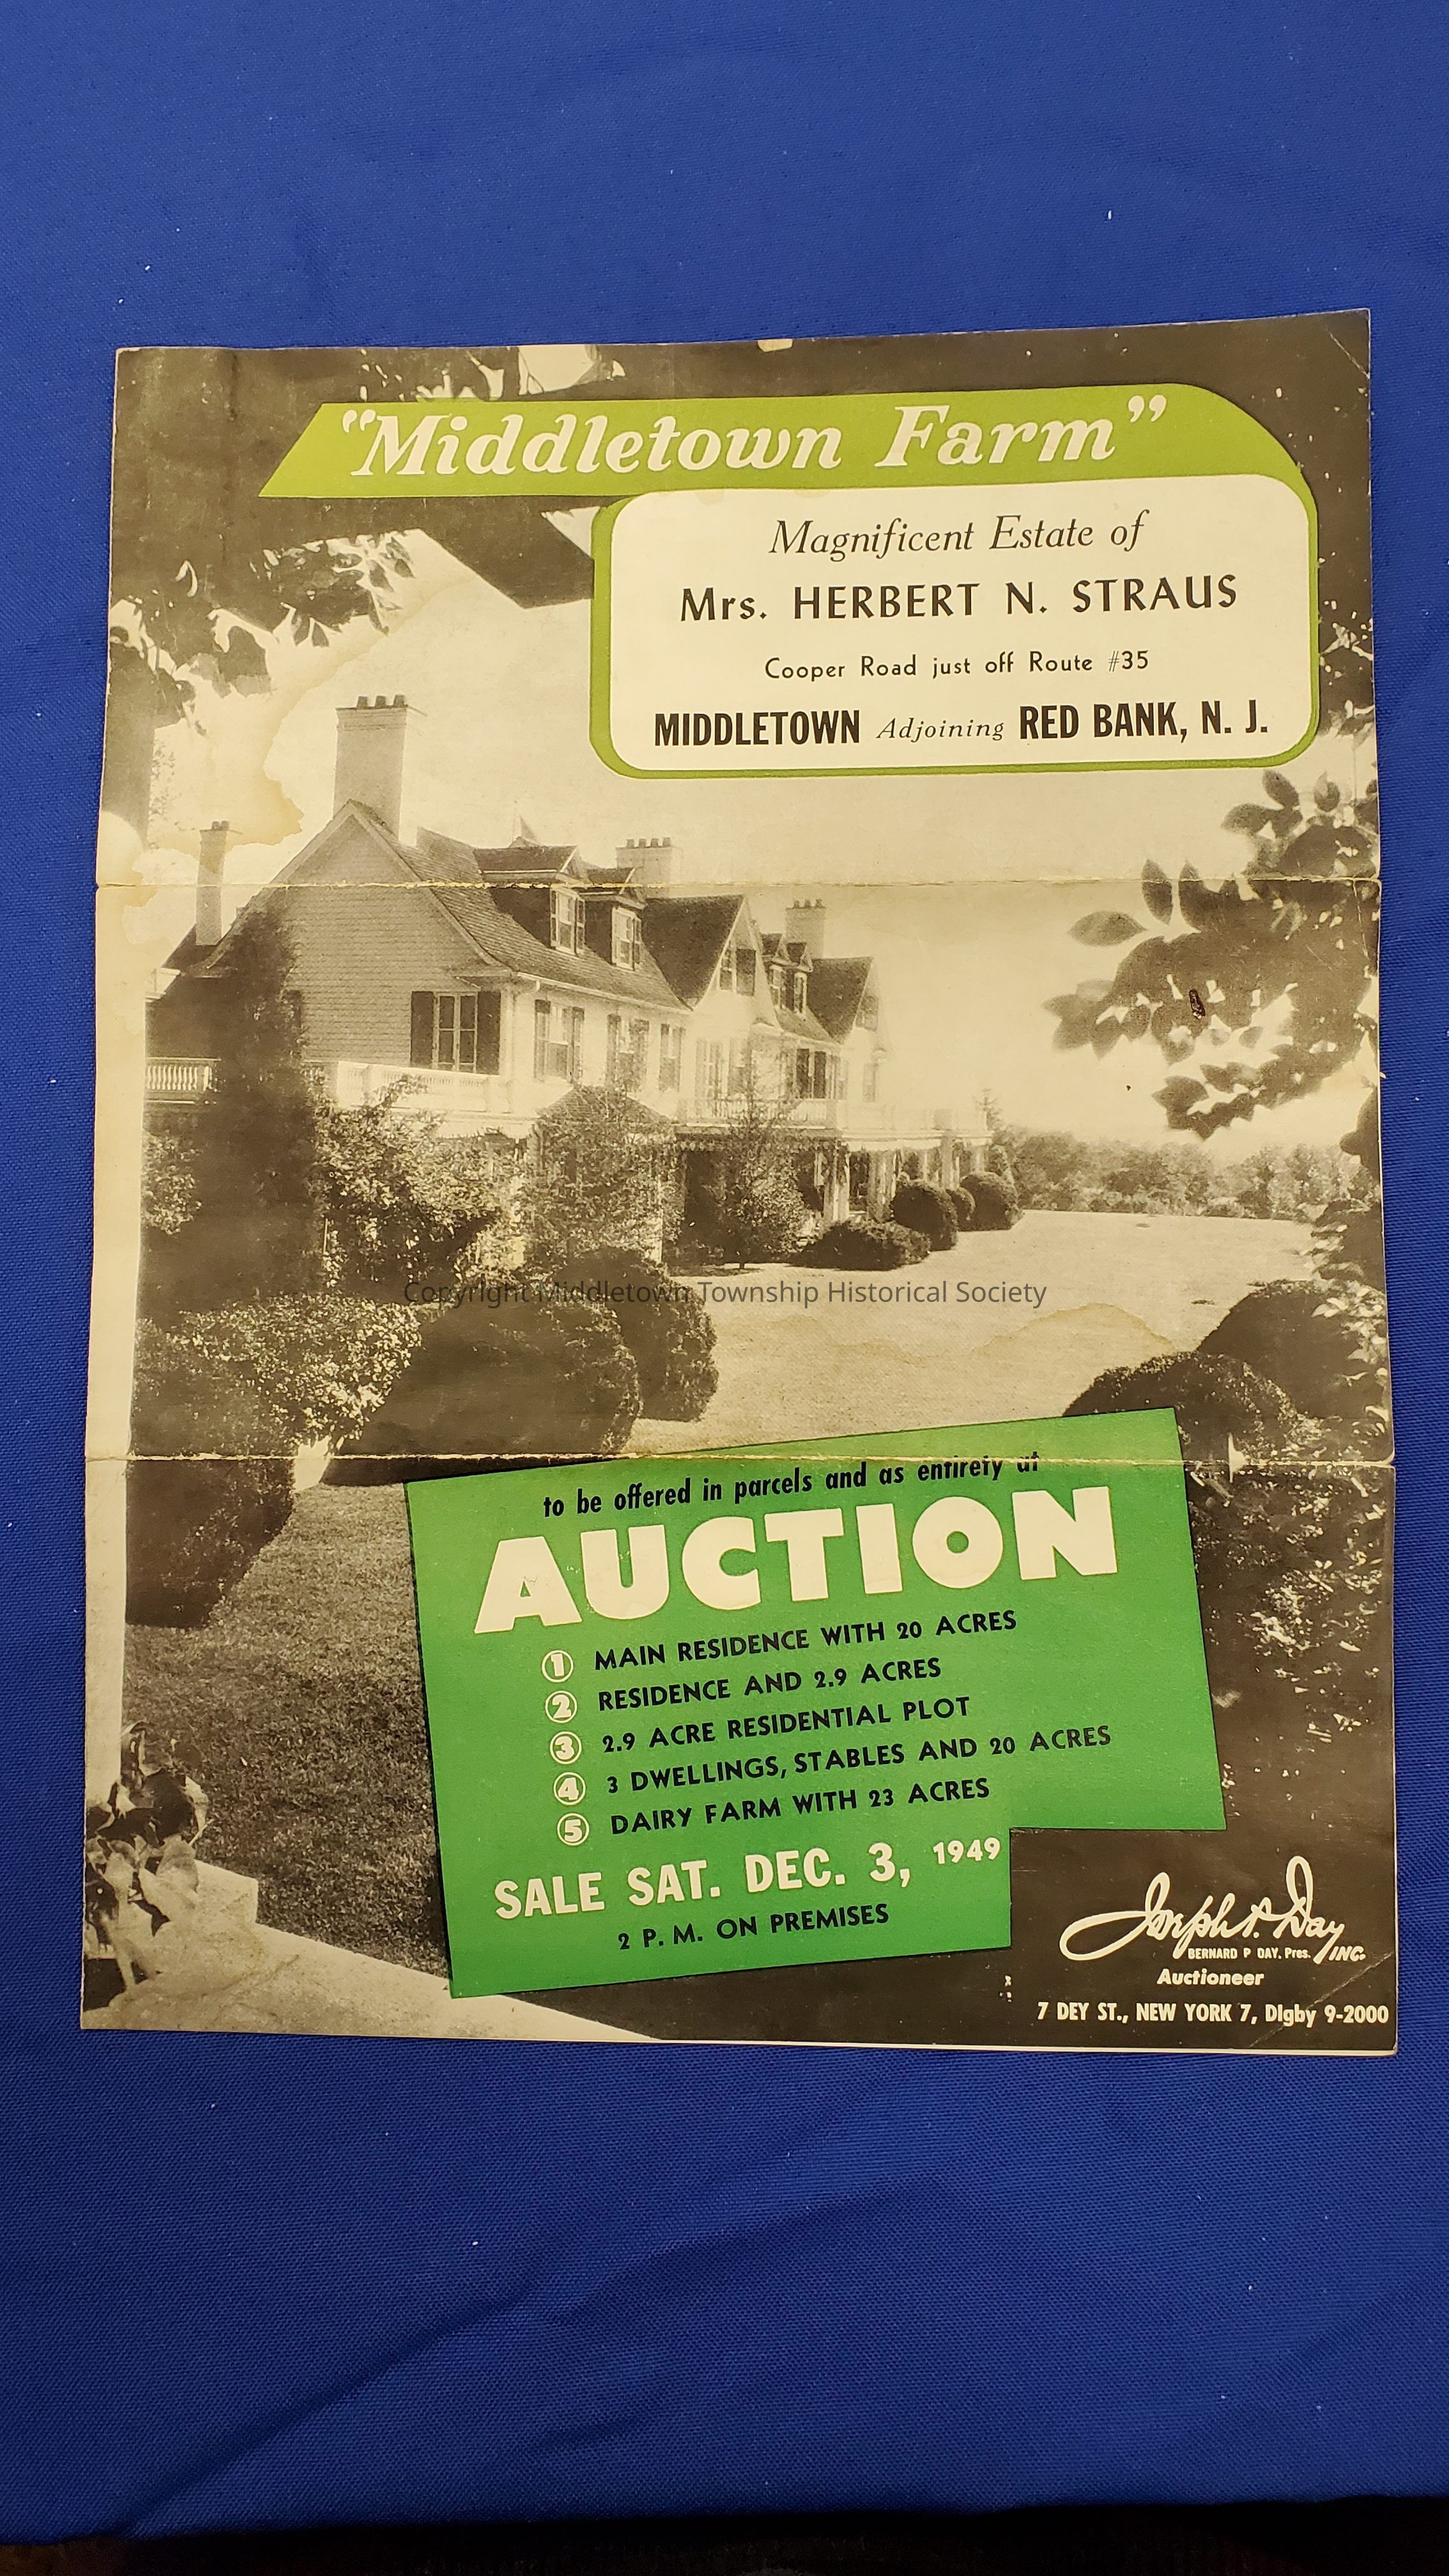 "Middletown Farm"
Magnificent Estate of
Mrs. HERBERT N. STRAUS
Cooper Road just off Route #35
MIDDLETOWN Adjoining RED BANK, N. J.
Copyright Middletown Township Historical Society
to be offered in parcels and as entirety at
AUCTION
1 MAIN RESIDENCE WITH 20 ACRES
2 RESIDENCE AND 2.9 ACRES
3 2.9 ACRE RESIDENTIAL PLOT
4 3 DWELLINGS, STABLES AND 20 ACRES
5 DAIRY FARM WITH 23 ACRES
SALE SAT. DEC. 3, 1949
2 P. M. ON PREMISES
Joseph P. Day INC.
BERNARD P DAY, Pres.
Auctioneer
7 DEY ST., NEW YORK 7, DIgby 9-2000